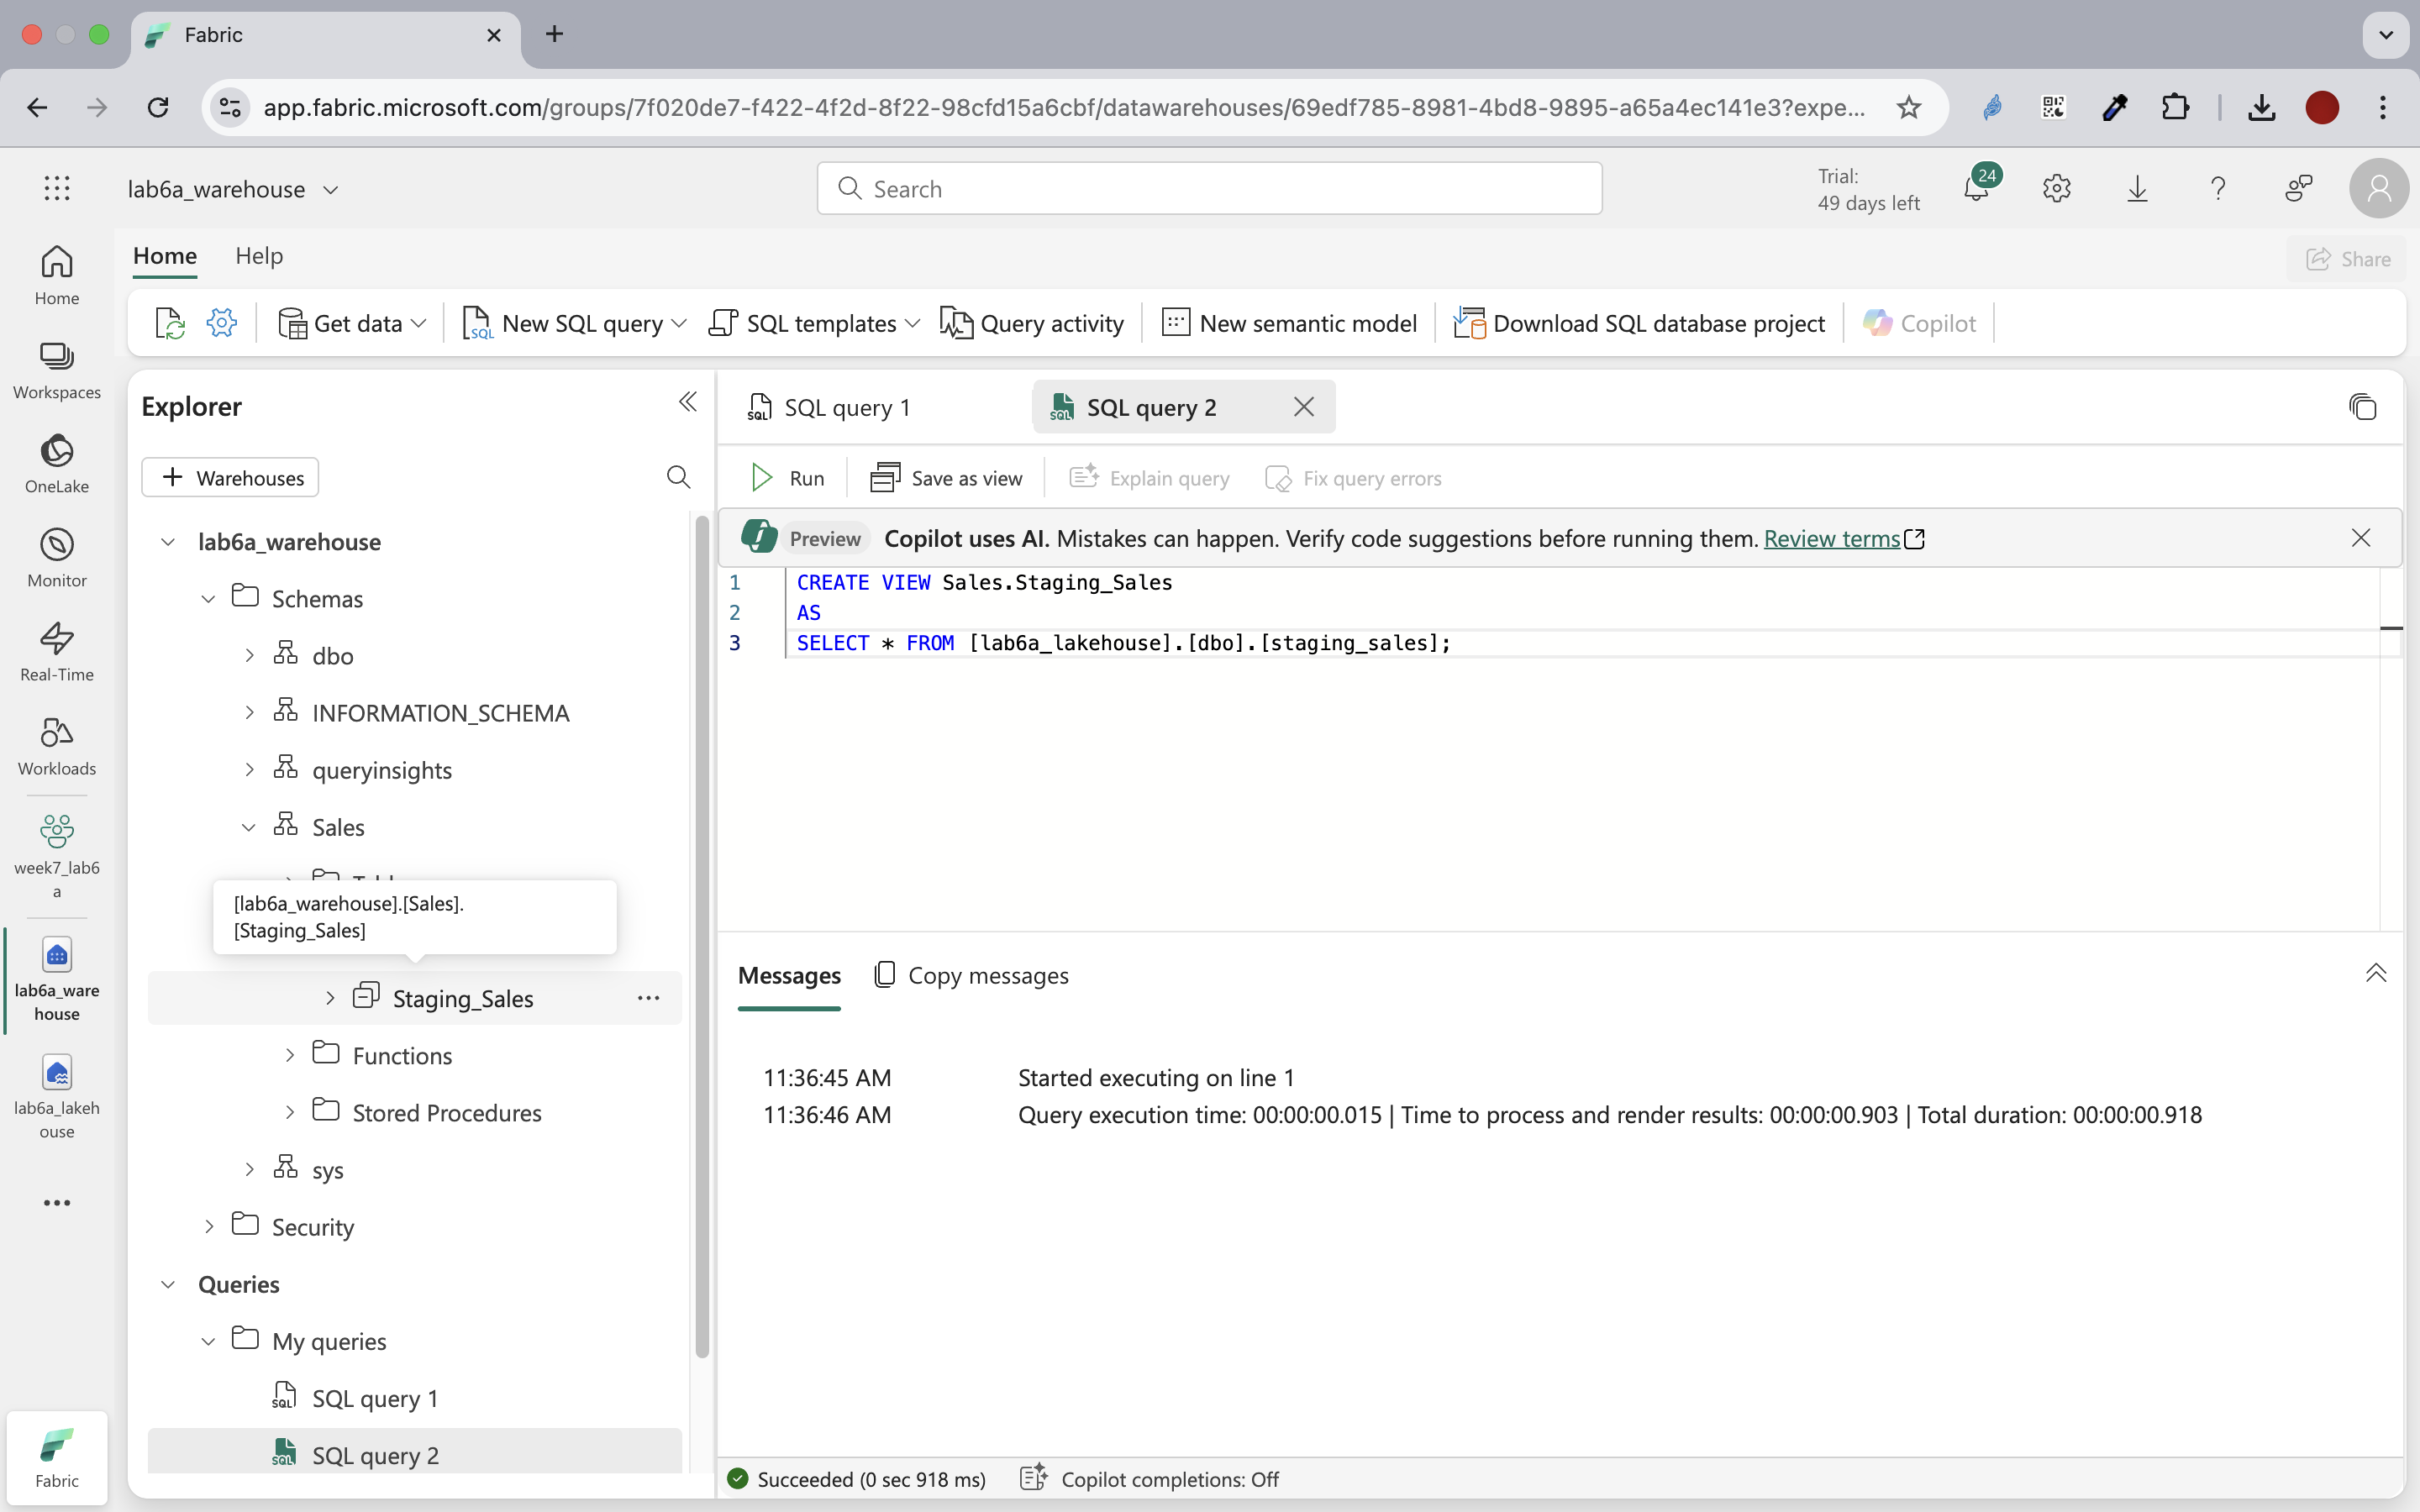 Fabric
app.fabric.microsoft.com/groups/7f020de7-f422-4f2d-8f22-98cfd15a6cbf/datawarehouses/69edf785-8981-4bd8-9895-a65a4ec141e3?expe...
lab6a_warehouse
Search
Trial:
49 days left
24
Home
Help
Share
Get data
New SQL query
SQL templates
Query activity
New semantic model
Download SQL database project
Copilot
Home
Workspaces
OneLake
Monitor
Real-Time
Workloads
week7_lab6
a
lab6a_ware
house
lab6a_lakeh
ouse
Fabric
Explorer
Warehouses
lab6a_warehouse
Schemas
dbo
INFORMATION_SCHEMA
queryinsights
Sales
[lab6a_warehouse].[Sales].
[Staging_Sales]
Staging_Sales
Functions
Stored Procedures
sys
Security
Queries
My queries
SQL query 1
SQL query 2
SQL query 1
SQL query 2
Run
Save as view
Explain query
Fix query errors
Preview
Copilot uses AI. Mistakes can happen. Verify code suggestions before running them. Review terms
1 CREATE VIEW Sales.Staging_Sales
2 AS
3 SELECT * FROM [lab6a_lakehouse].[dbo].[staging_sales];
Messages
Copy messages
11:36:45 AM Started executing on line 1
11:36:46 AM Query execution time: 00:00:00.015 | Time to process and render results: 00:00:00.903 | Total duration: 00:00:00.918
Succeeded (0 sec 918 ms)
Copilot completions: Off